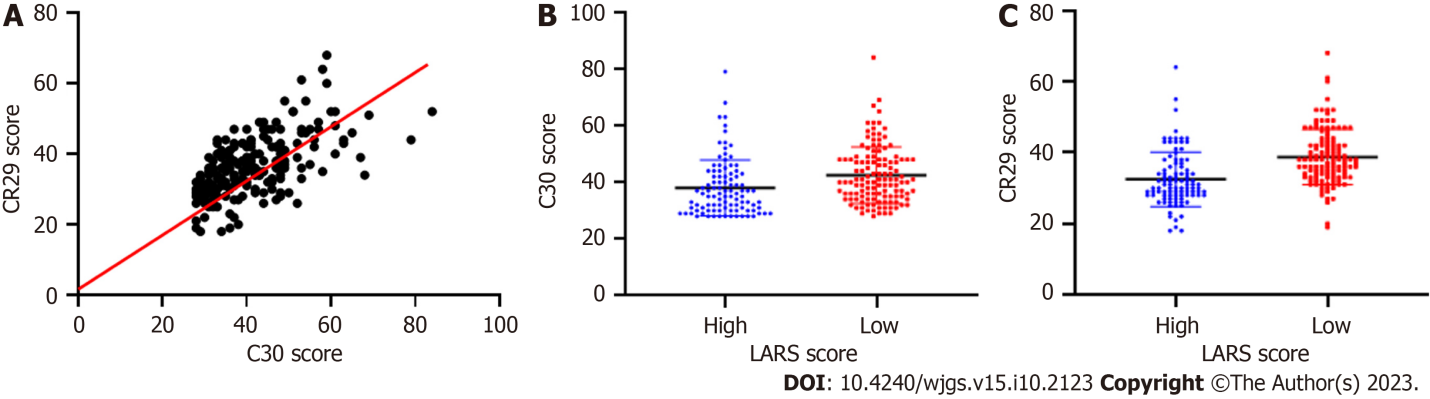 A
80
60
40
20
0
CR29 score
0 20 40 60 80 100
C30 score
B
100
80
60
40
20
0
C30 score
High Low
LARS score
C
80
60
40
20
0
CR29 score
High Low
LARS score
DOI: 10.4240/wjgs.v15.i10.2123 Copyright ©The Author(s) 2023.